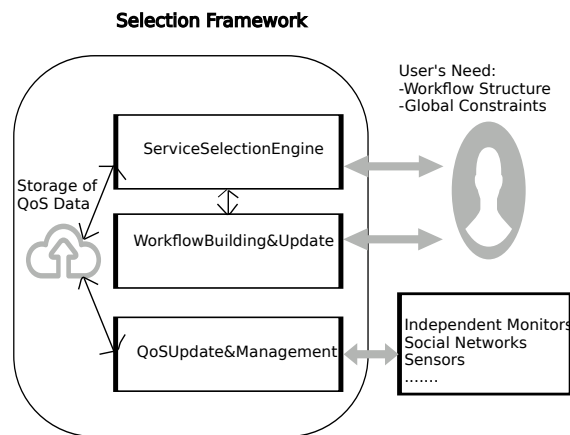 Selection Framework
User's Need:
-Workflow Structure
-Global Constraints
ServiceSelectionEngine
Storage of
QoS Data
WorkflowBuilding&Update
QoSUpdate&Management
Independent Monitors
Social Networks
Sensors
.......